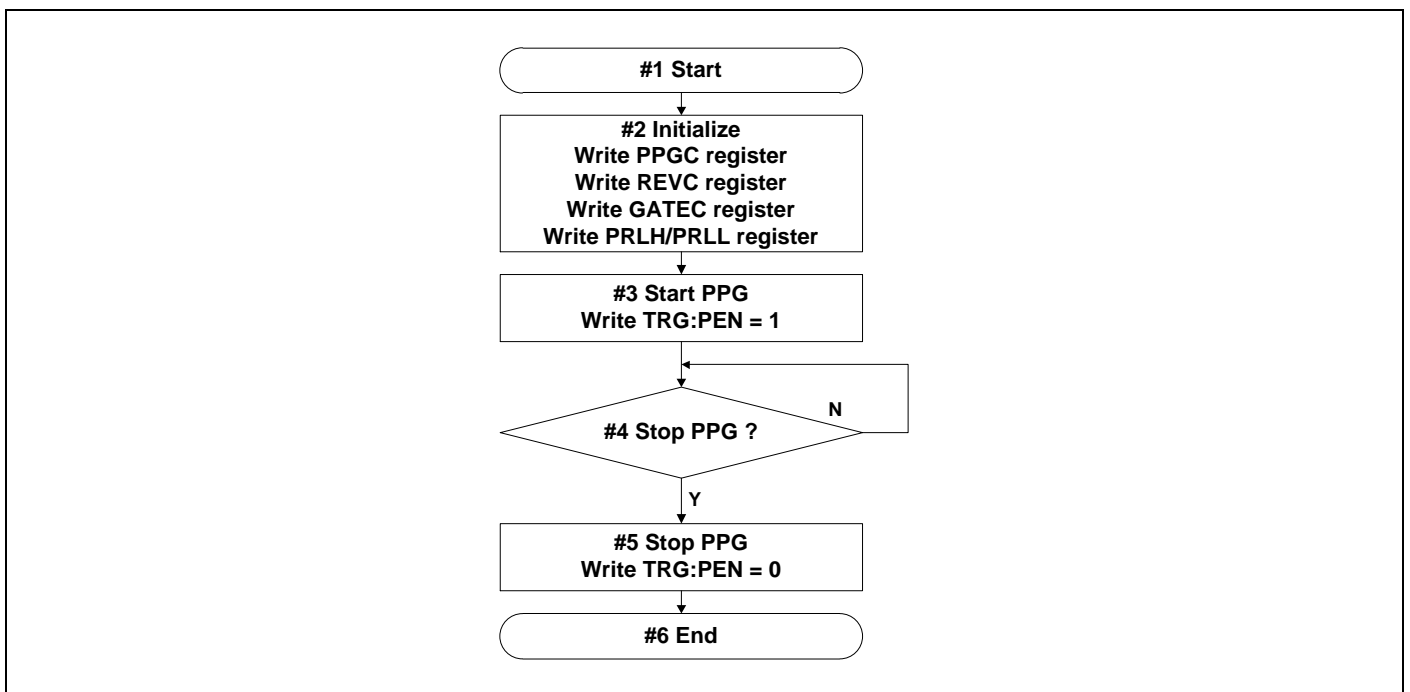 #1 Start
#2 Initialize
Write PPGC register
Write REVC register
Write GATEC register
Write PRLH/PRLL register
#3 Start PPG
Write TRG:PEN = 1
N
#4 Stop PPG ?
Y
#5 Stop PPG
Write TRG:PEN = 0
#6 End